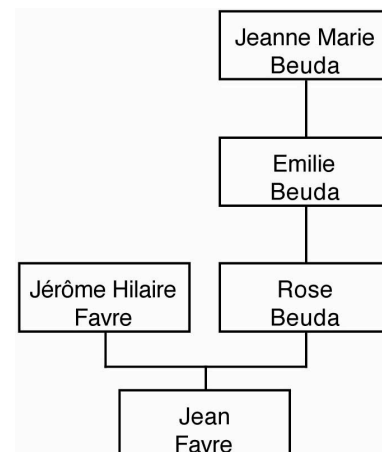 Jeanne Marie
Beuda
Emilie
Beuda
Jérôme Hilaire
Favre
Rose
Beuda
Jean
Favre